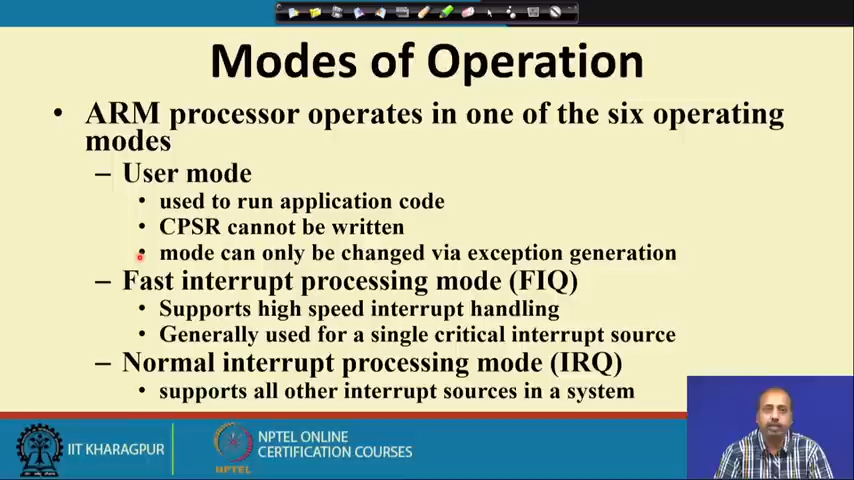 Modes of Operation
• ARM processor operates in one of the six operating
modes
– User mode
• used to run application code
• CPSR cannot be written
• mode can only be changed via exception generation
– Fast interrupt processing mode (FIQ)
• Supports high speed interrupt handling
• Generally used for a single critical interrupt source
– Normal interrupt processing mode (IRQ)
• supports all other interrupt sources in a system
IIT KHARAGPUR
NPTEL
NPTEL ONLINE
CERTIFICATION COURSES